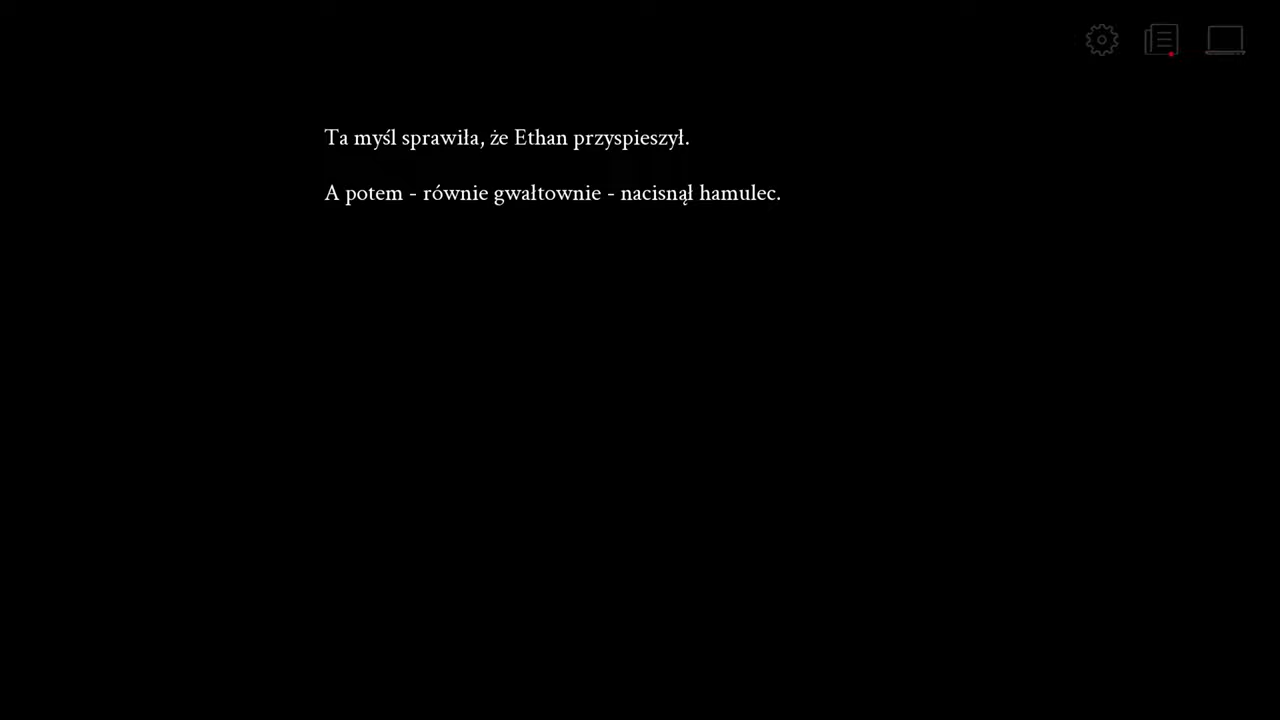 Ta myśl sprawiła, że Ethan przyspieszył.
A potem - równie gwałtownie - nacisnął hamulec.